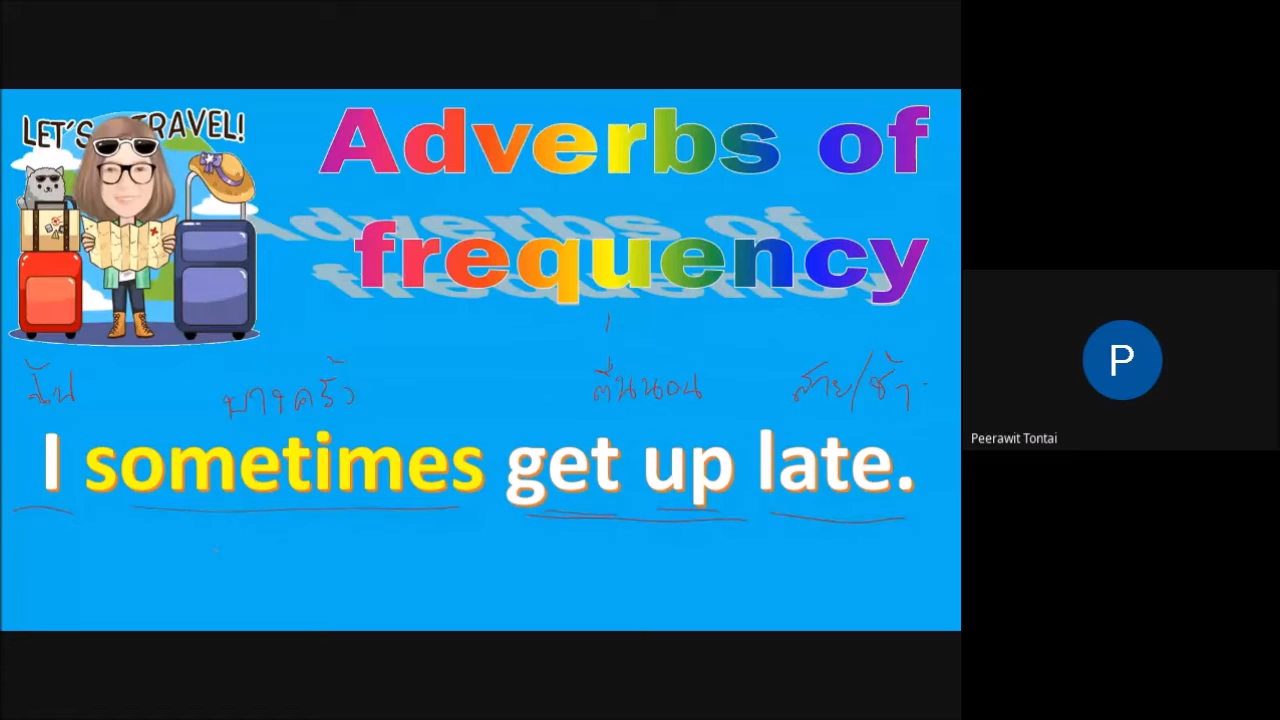 LET'S TRAVEL!
Adverbs of
frequency
ฉัน บางครั้ง ตื่นนอน สาย/ช้า
I sometimes get up late.
P
Peerawit Tontai